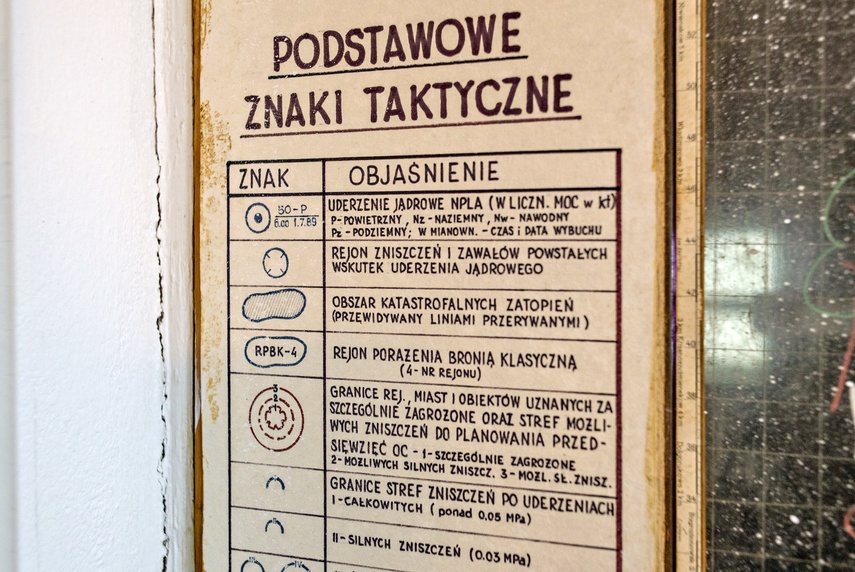 PODSTAWOWE
ZNAKI TAKTYCZNE
ZNAK OBJAŚNIENIE
50-P
6.00 1.7.89
UDERZENIE JĄDROWE NPLA (W LICZN. MOC w kt)
P-POWIETRZNY, Nz-NAZIEMNY, Nw-NAWODNY
Pz-PODZIEMNY; W MIANOWN.-CZAS i DATA WYBUCHU
REJON ZNISZCZEŃ I ZAWAŁÓW POWSTAŁYCH
WSKUTEK UDERZENIA JĄDROWEGO
OBSZAR KATASTROFALNYCH ZATOPIEŃ
(PRZEWIDYWANY LINIAMI PRZERYWANYMI)
RPBK-4
REJON PORAŻENIA BRONIĄ KLASYCZNĄ
(4-NR REJONU)
3
2
GRANICE REJ., MIAST I OBIEKTÓW UZNANYCH ZA
SZCZEGÓLNIE ZAGROŻONE ORAZ STREF MOŻLI-
WYCH ZNISZCZEŃ DO PLANOWANIA PRZED-
SIĘWZIĘĆ OC - 1-SZCZEGÓLNIE ZAGROŻONE
2-MOŻLIWYCH SILNYCH ZNISZCZ. 3-MOŻL. SŁ. ZNISZ.
GRANICE STREF ZNISZCZEŃ PO UDERZENIACH
I-CAŁKOWITYCH (ponad 0,05 MPa)
II-SILNYCH ZNISZCZEŃ (0.03 MPa)